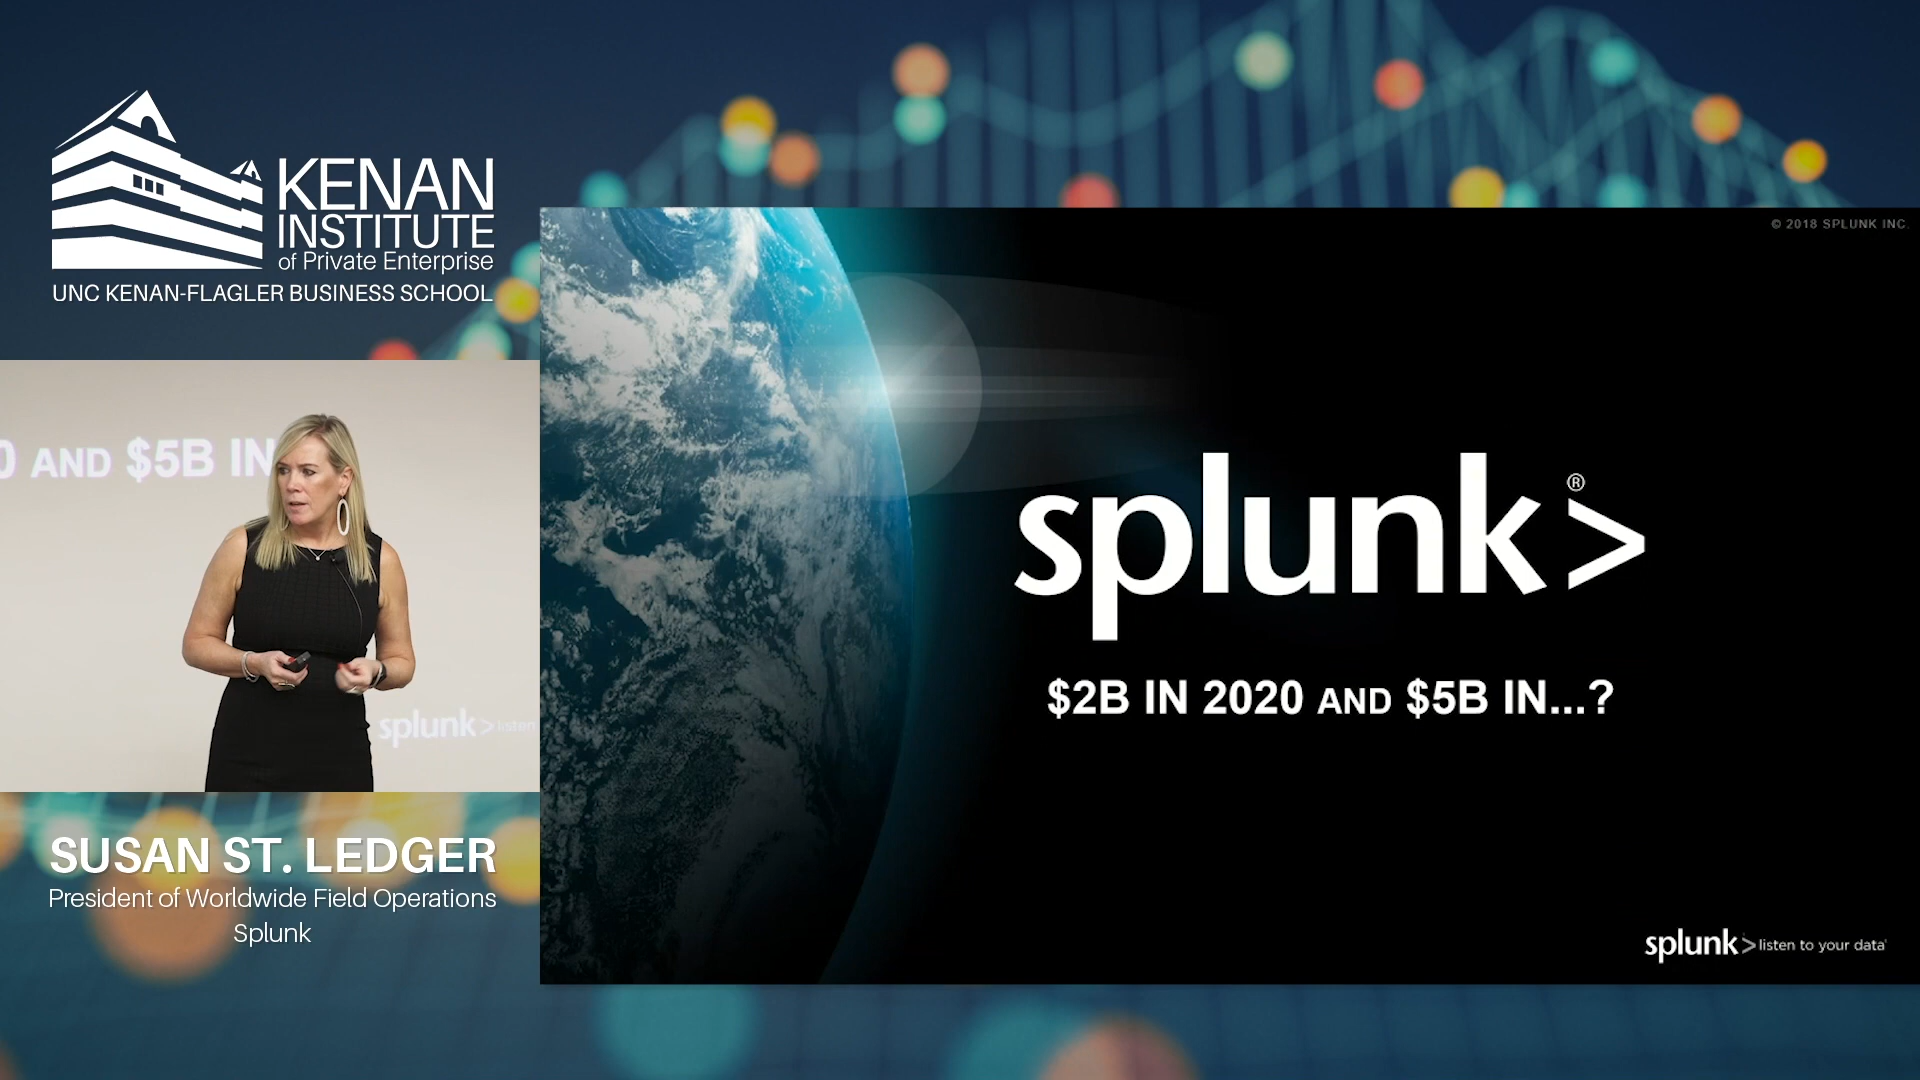 KENAN
INSTITUTE
of Private Enterprise
UNC KENAN-FLAGLER BUSINESS SCHOOL
0 AND $5B IN
splunk> listen
SUSAN ST. LEDGER
President of Worldwide Field Operations
Splunk
© 2018 SPLUNK INC.
splunk>®
$2B IN 2020 AND $5B IN...?
splunk> listen to your data®